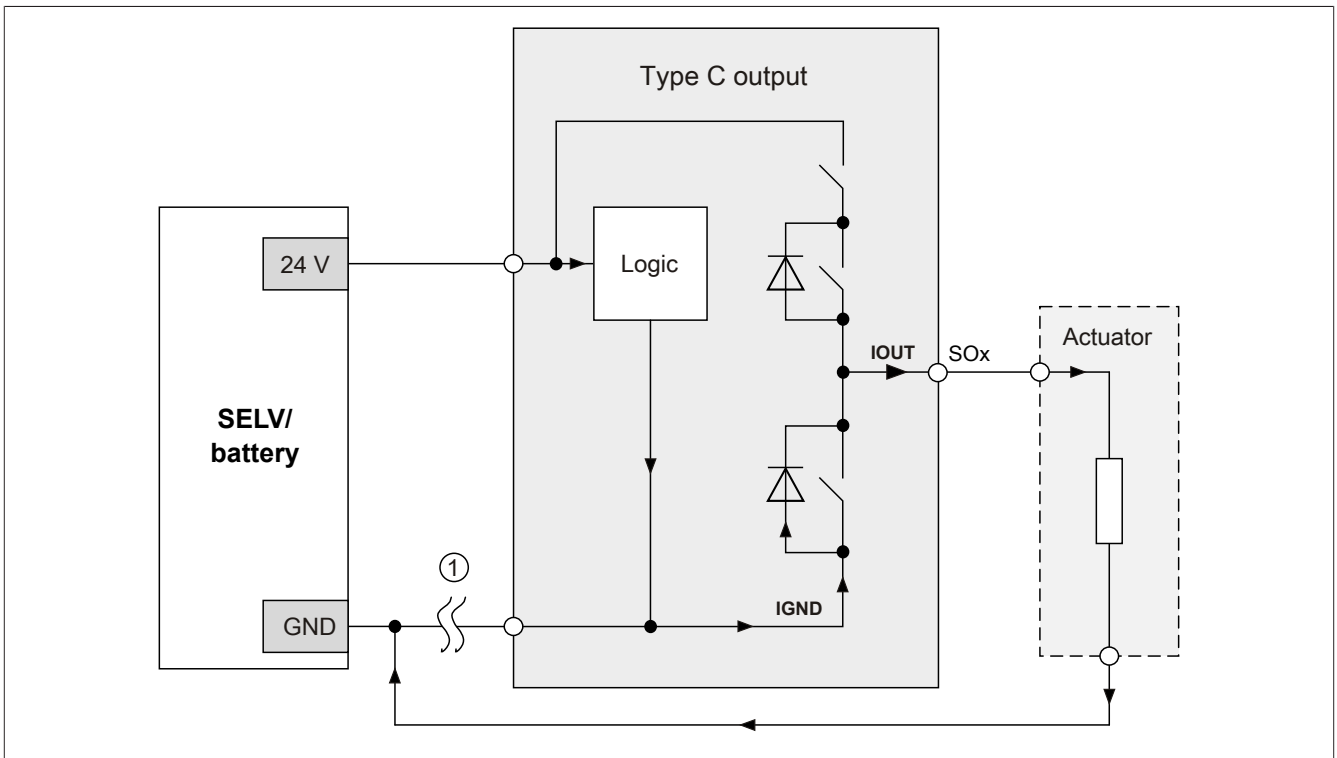 Type C output
24 V
Logic
Actuator
IOUT
SOx
SELV/
battery
①
GND
IGND